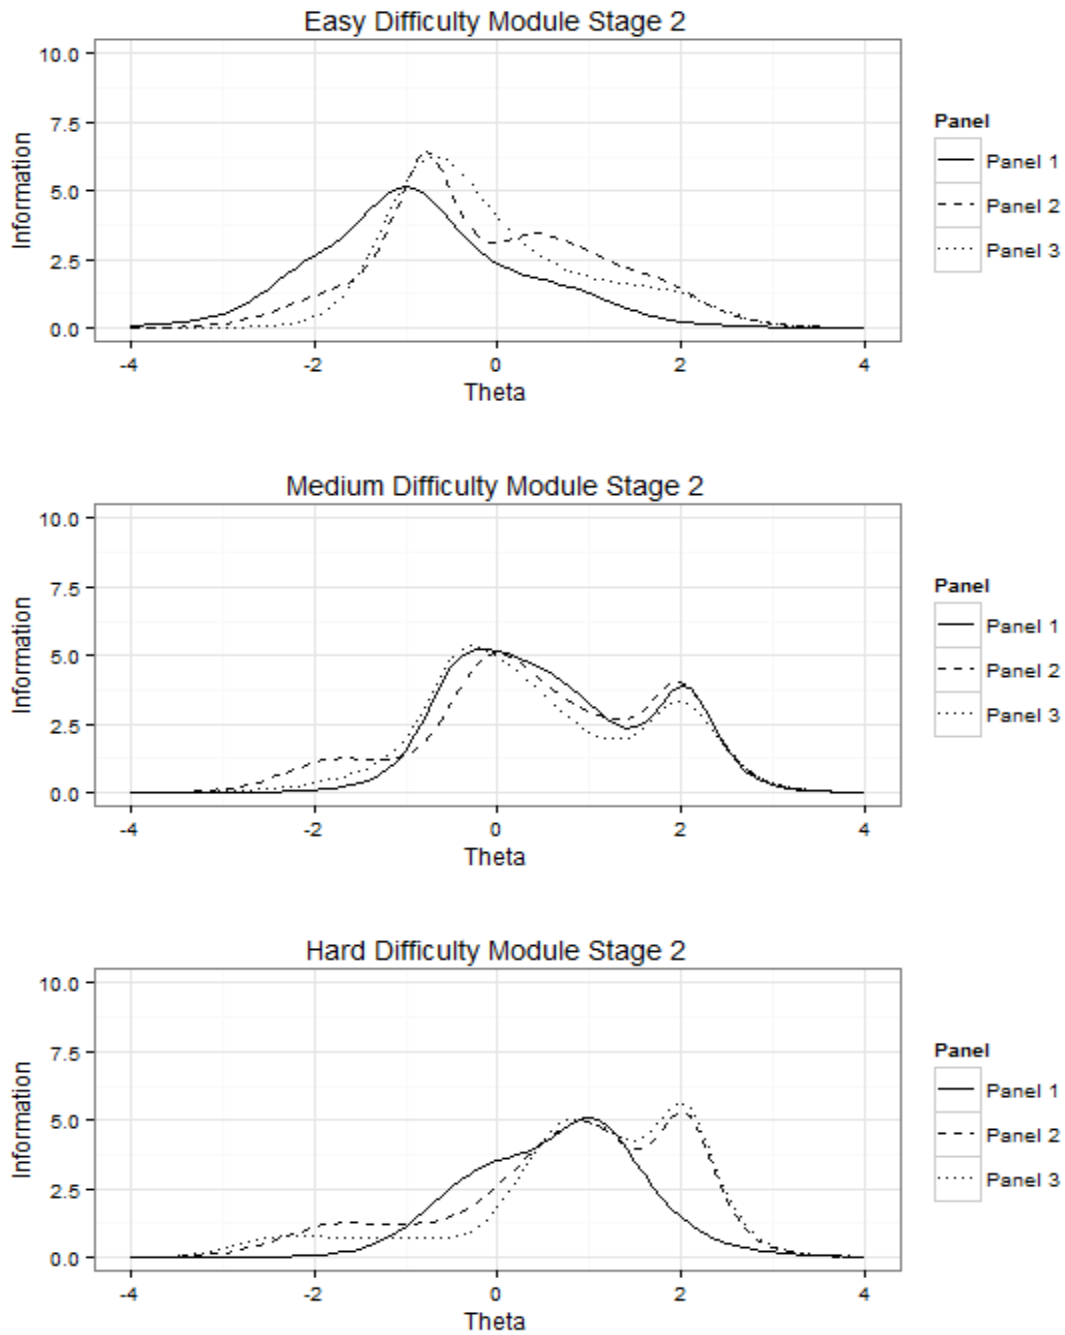 Easy Difficulty Module Stage 2
10.0
7.5
5.0
2.5
0.0
Information
-4
-2
0
2
4
Theta
Panel
Panel 1
Panel 2
Panel 3
Medium Difficulty Module Stage 2
10.0
7.5
5.0
2.5
0.0
Information
-4
-2
0
2
4
Theta
Panel
Panel 1
Panel 2
Panel 3
Hard Difficulty Module Stage 2
10.0
7.5
5.0
2.5
0.0
Information
-4
-2
0
2
4
Theta
Panel
Panel 1
Panel 2
Panel 3